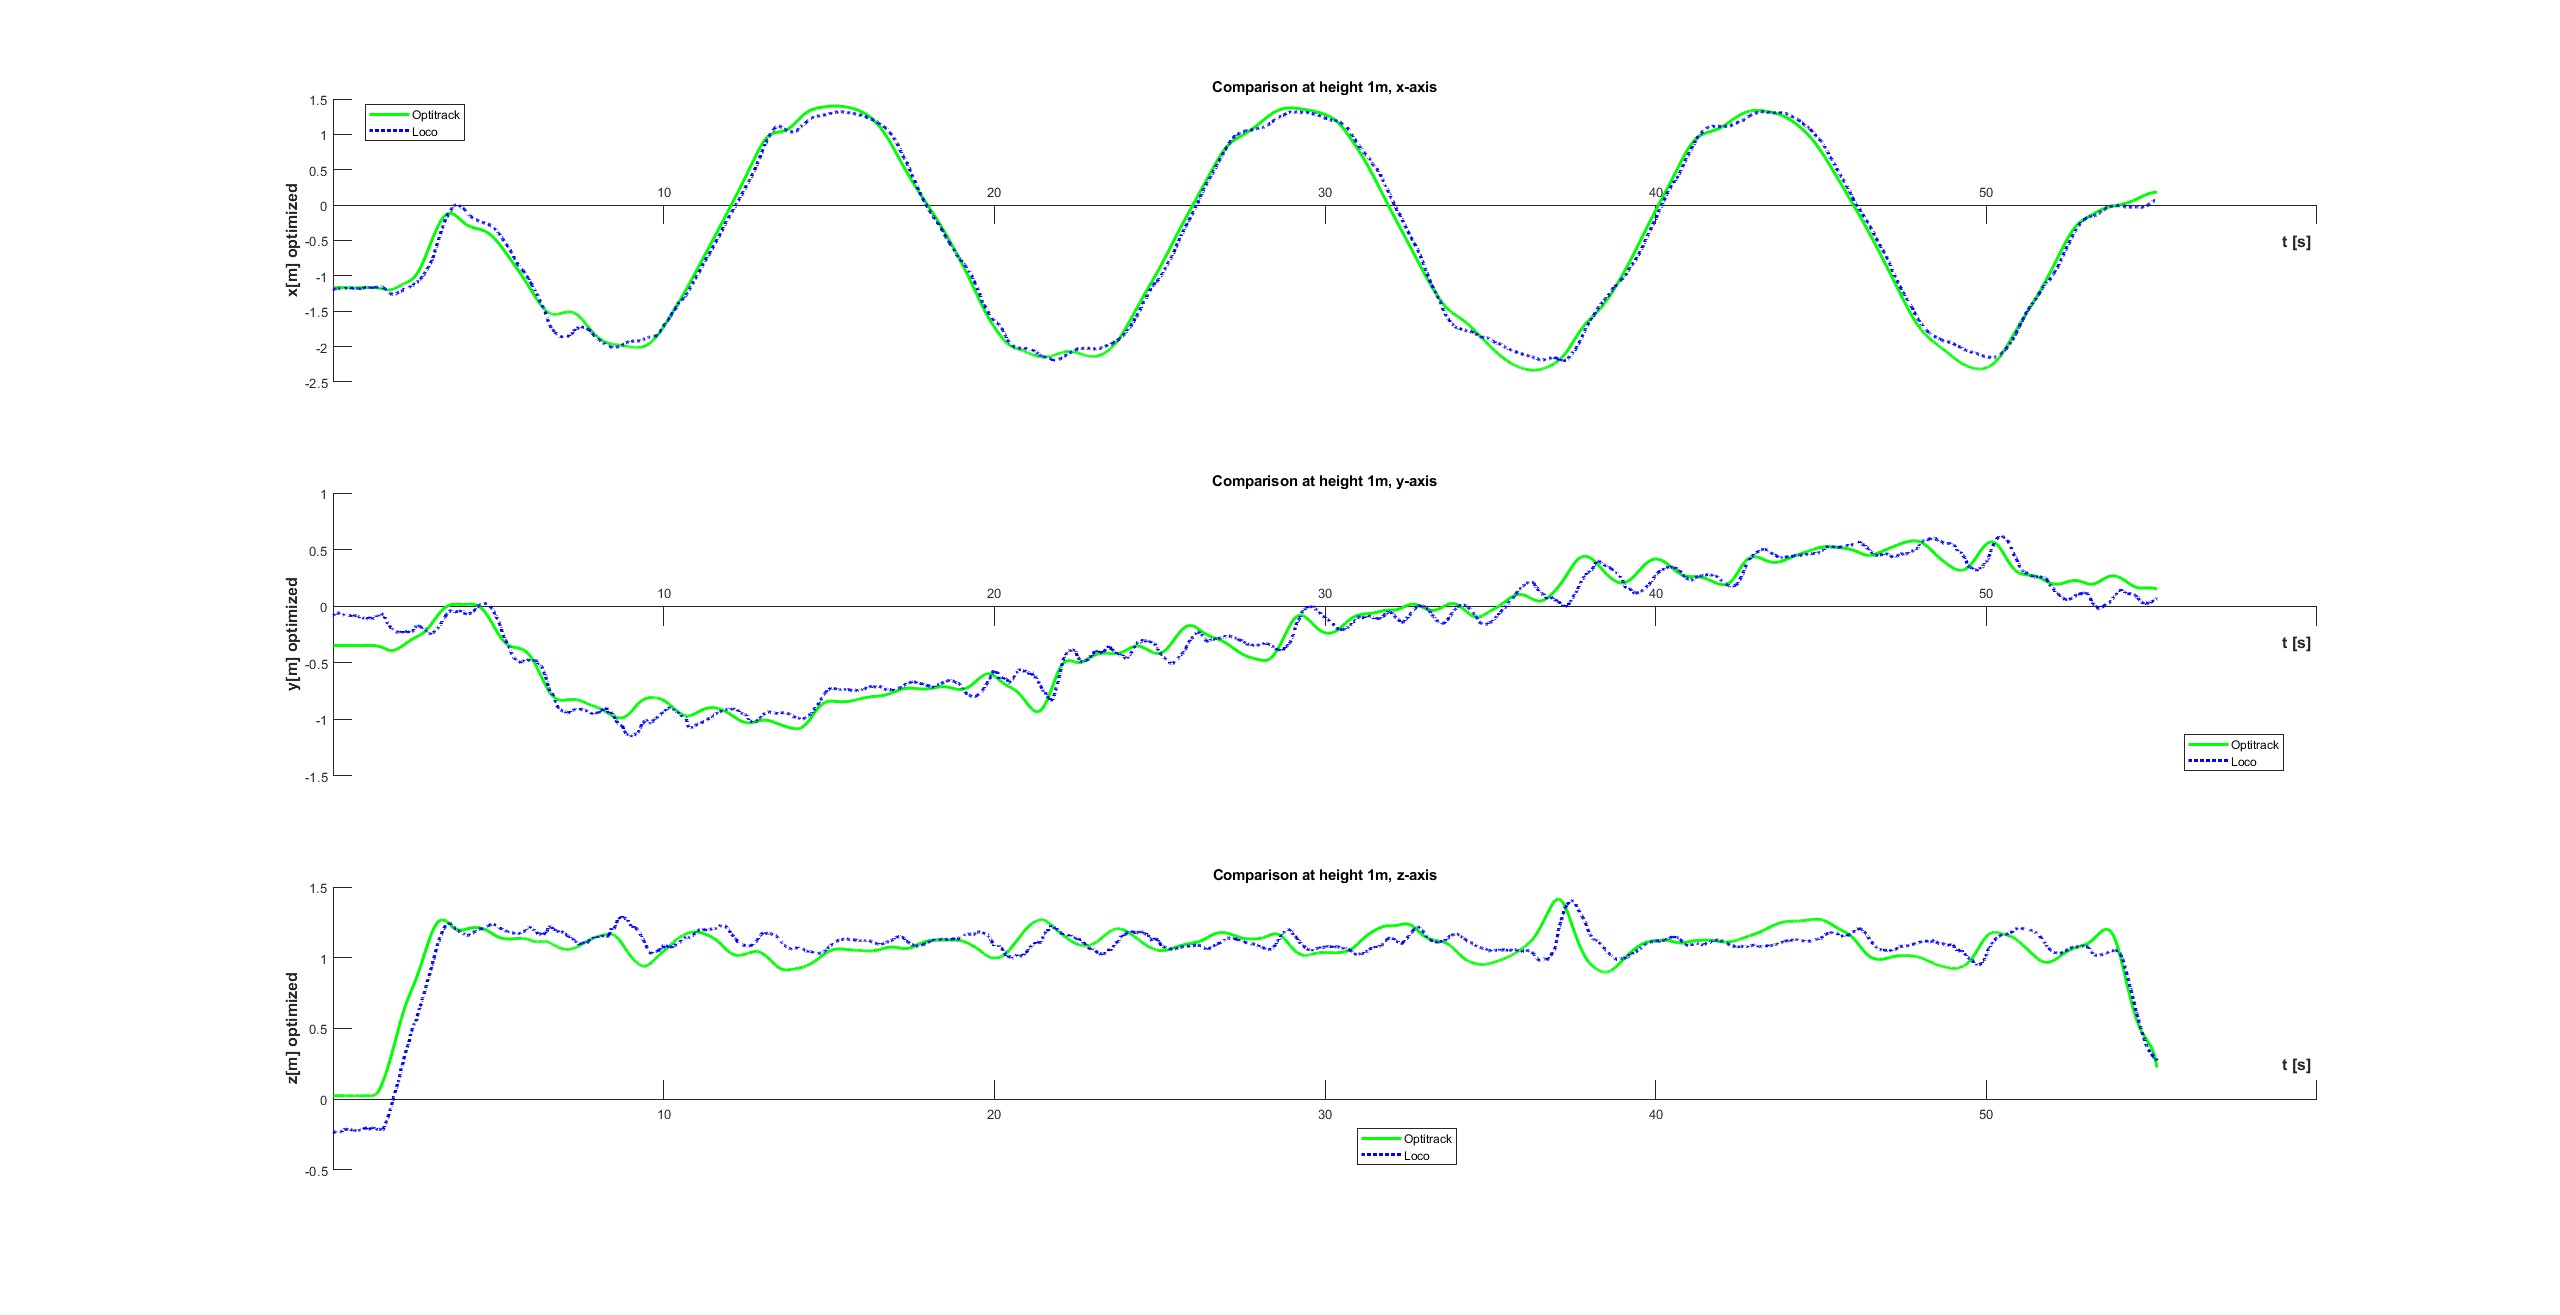 Comparison at height 1m, x-axis
1.5
1
0.5
0
-0.5
-1
-1.5
-2
-2.5
x[m] optimized
Optitrack
Loco
10
20
30
40
50
t [s]
Comparison at height 1m, y-axis
1
0.5
0
-0.5
-1
-1.5
y[m] optimized
10
20
30
40
50
t [s]
Optitrack
Loco
Comparison at height 1m, z-axis
1.5
1
0.5
0
-0.5
z[m] optimized
t [s]
10
20
30
40
50
Optitrack
Loco